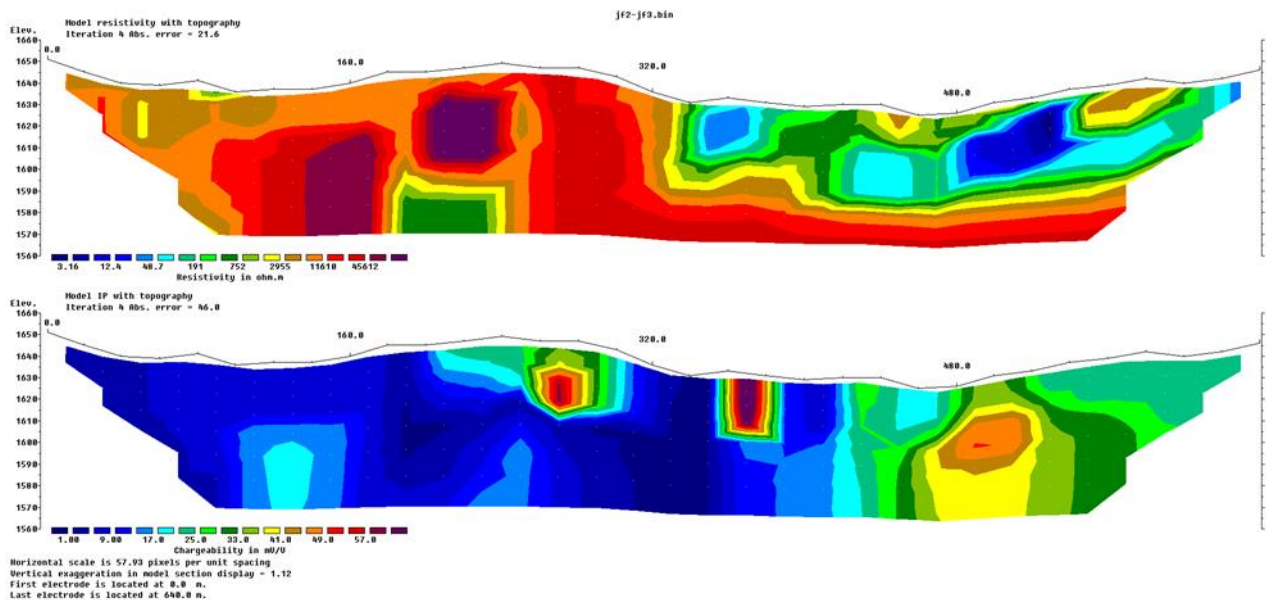 jf2-jf3.bin
Model resistivity with topography
Elev. Iteration 4 Abs. error = 21.6
1660
0.0
1650
160.0
320.0
1640
480.0
1630
1620
1610
1600
1590
1580
1570
1560
3.16 12.4 48.7 191 752 2955 11610 45612
Resistivity in ohm.m
Model IP with topography
Elev. Iteration 4 Abs. error = 46.0
1660
0.0
1650
160.0
320.0
1640
480.0
1630
1620
1610
1600
1590
1580
1570
1560
1.00 9.00 17.0 25.0 33.0 41.0 49.0 57.0
Chargeability in mV/V
Horizontal scale is 57.93 pixels per unit spacing
Vertical exaggeration in model section display = 1.12
First electrode is located at 0.0 m.
Last electrode is located at 640.0 m.